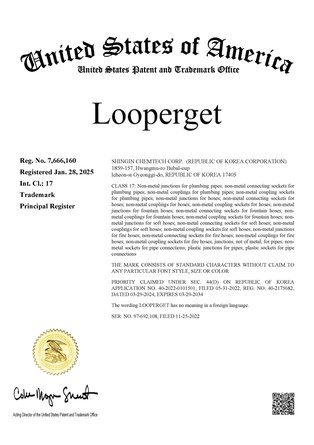 United States of America
United States Patent and Trademark Office
Looperget
Reg. No. 7,666,160
Registered Jan. 28, 2025
Int. Cl.: 17
Trademark
Principal Register
SHINGIN CHEMTECH CORP. (REPUBLIC OF KOREA CORPORATION)
1859-157, Hwangmu-ro Bubal-eup
Icheon-si Gyeonggi-do, REPUBLIC OF KOREA 17405
CLASS 17: Non-metal junctions for plumbing pipes; non-metal connecting sockets for
plumbing pipes; non-metal couplings for plumbing pipes; non-metal coupling sockets
for plumbing pipes; non-metal junctions for hoses; non-metal connecting sockets for
hoses; non-metal couplings for hoses; non-metal coupling sockets for hoses; non-metal
junctions for fountain hoses; non-metal connecting sockets for fountain hoses; non-
metal couplings for fountain hoses; non-metal coupling sockets for fountain hoses; non-
metal junctions for soft hoses; non-metal connecting sockets for soft hoses; non-metal
couplings for soft hoses; non-metal coupling sockets for soft hoses; non-metal junctions
for fire hoses; non-metal connecting sockets for fire hoses; non-metal couplings for fire
hoses; non-metal coupling sockets for fire hoses; junctions, not of metal, for pipes; non-
metal sockets for pipe connections; plastic junctions for pipes; plastic sockets for pipe
connections
THE MARK CONSISTS OF STANDARD CHARACTERS WITHOUT CLAIM TO
ANY PARTICULAR FONT STYLE, SIZE OR COLOR
PRIORITY CLAIMED UNDER SEC. 44(D) ON REPUBLIC OF KOREA
APPLICATION NO. 40-2022-0101501, FILED 05-31-2022, REG. NO. 40-2175682,
DATED 03-29-2024, EXPIRES 03-29-2034
The wording LOOPERGET has no meaning in a foreign language.
SER. NO. 97-692,108, FILED 11-25-2022
Acting Director of the United States Patent and Trademark Office